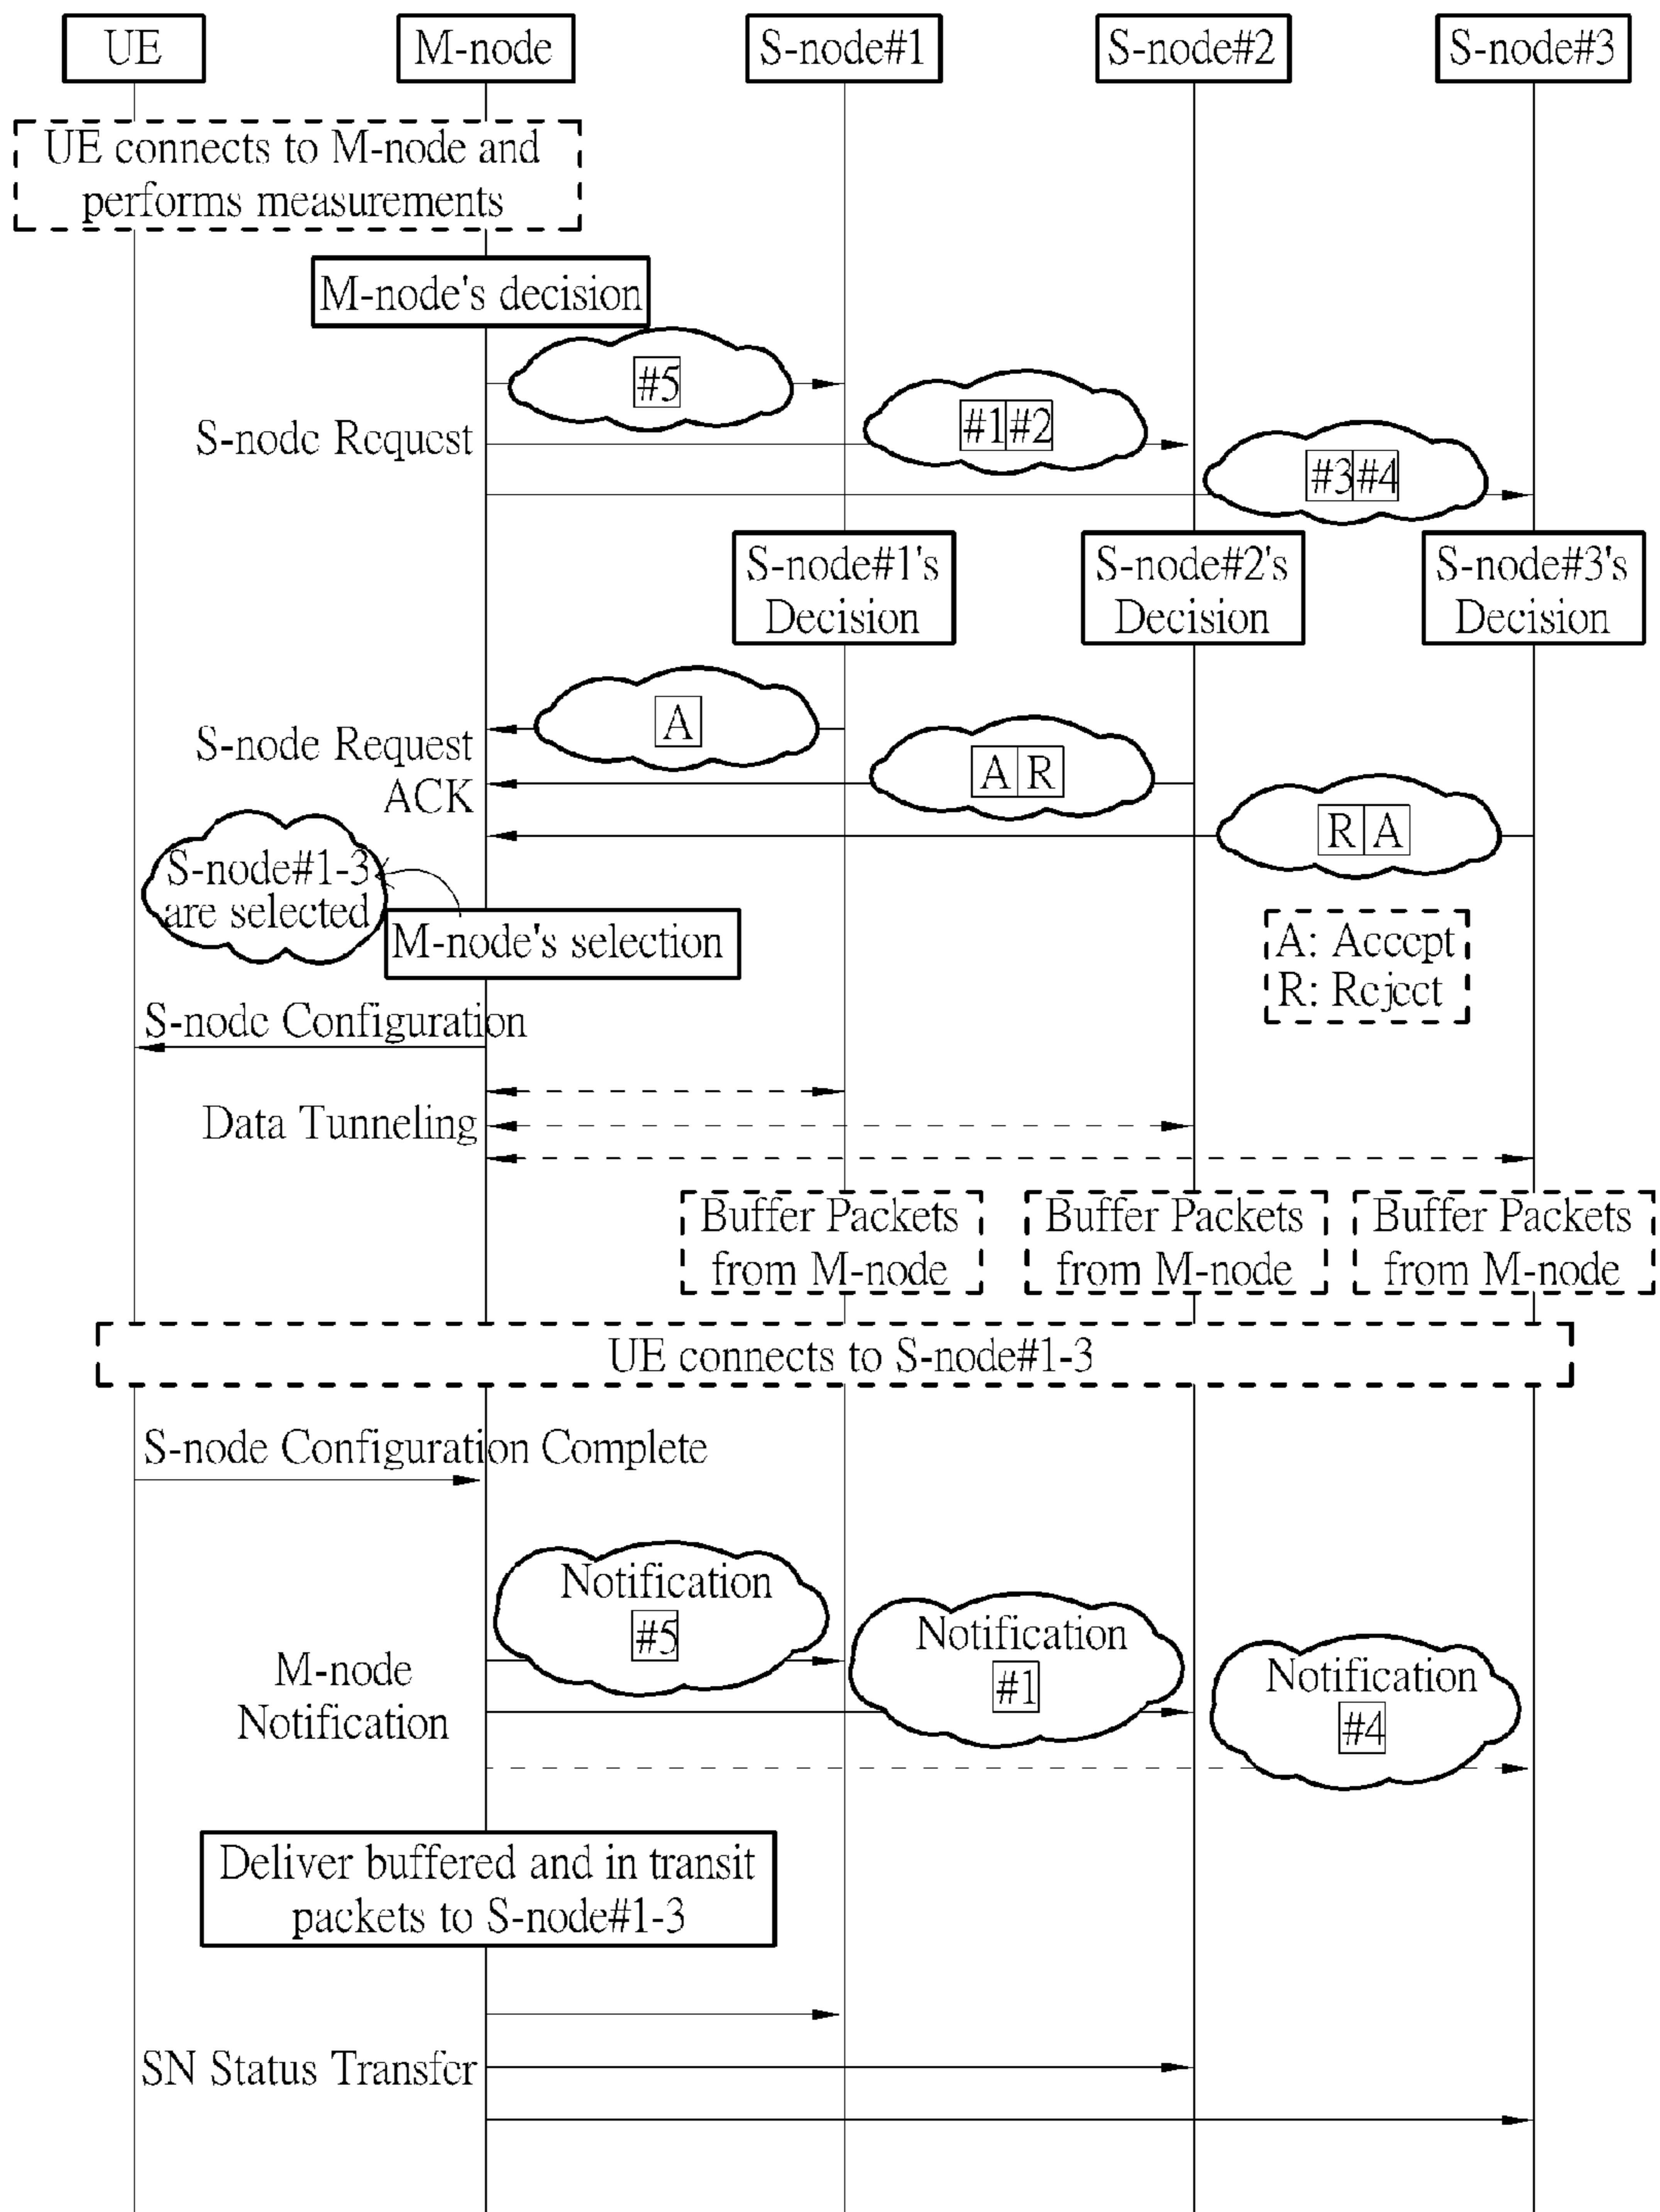 UE
M-node
S-node#1
S-node#2
S-node#3
UE connects to M-node and
performs measurements
M-node's decision
#5
S-node Request
#1 #2
#3 #4
S-node#1's
Decision
S-node#2's
Decision
S-node#3's
Decision
A
S-node Request
ACK
A R
R A
S-node#1-3
are selected
M-node's selection
A: Accept
R: Reject
S-node Configuration
Data Tunneling
Buffer Packets
from M-node
Buffer Packets
from M-node
Buffer Packets
from M-node
UE connects to S-node#1-3
S-node Configuration Complete
Notification
#5
Notification
#1
Notification
#4
M-node
Notification
Deliver buffered and in transit
packets to S-node#1-3
SN Status Transfer